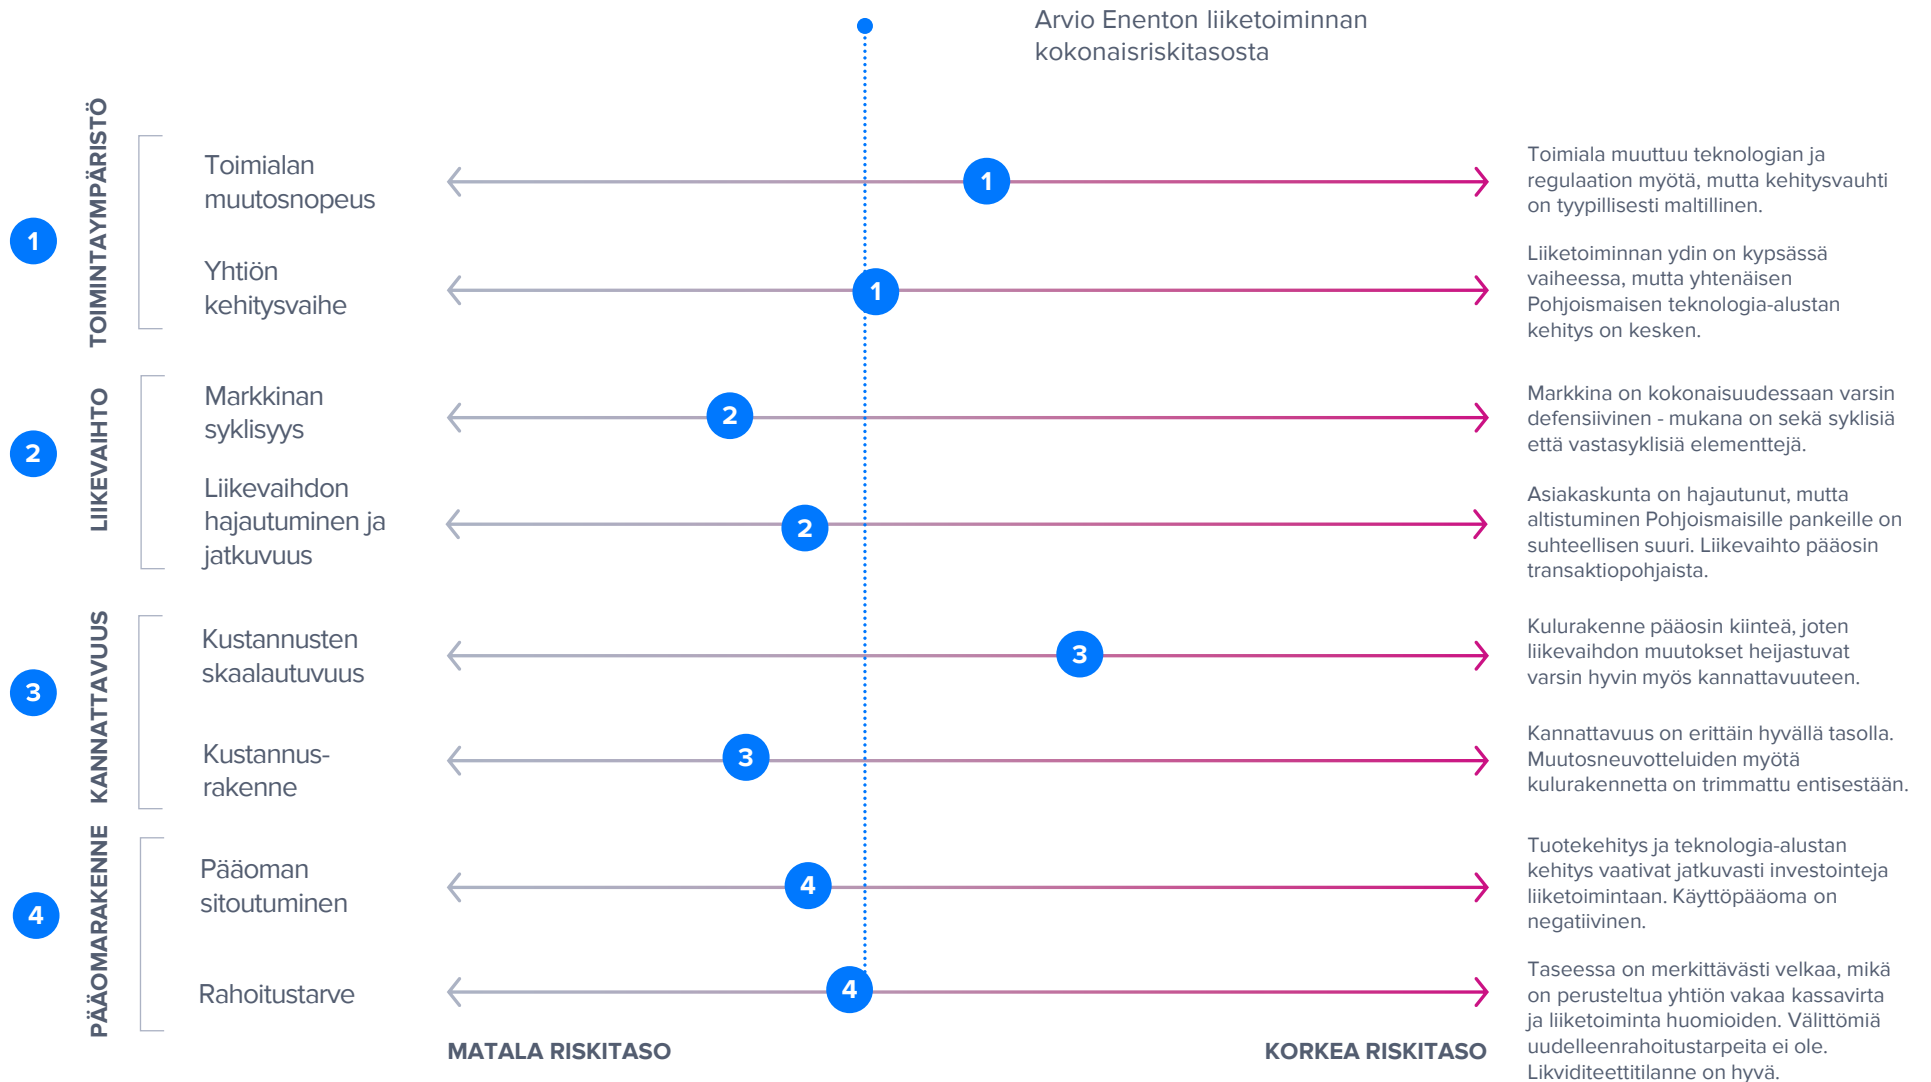 Arvio Enenton liiketoiminnan
kokonaisriskitasosta
1
TOIMINTAYMPÄRISTÖ
Toimialan
muutosnopeus
1
Toimiala muuttuu teknologian ja
regulaation myötä, mutta kehitysvauhti
on tyypillisesti maltillinen.
Yhtiön
kehitysvaihe
1
Liiketoiminnan ydin on kypsässä
vaiheessa, mutta yhtenäisen
Pohjoismaisen teknologia-alustan
kehitys on kesken.
2
LIIKEVAIHTO
Markkinan
syklisyys
2
Markkina on kokonaisuudessaan varsin
defensiivinen - mukana on sekä syklisiä
että vastasyklisiä elementtejä.
Liikevaihdon
hajautuminen ja
jatkuvuus
2
Asiakaskunta on hajautunut, mutta
altistuminen Pohjoismaisille pankeille on
suhteellisen suuri. Liikevaihto pääosin
transaktiopohjaista.
3
KANNATTAVUUS
Kustannusten
skaalautuvuus
3
Kulurakenne pääosin kiinteä, joten
liikevaihdon muutokset heijastuvat
varsin hyvin myös kannattavuuteen.
Kustannus-
rakenne
3
Kannattavuus on erittäin hyvällä tasolla.
Muutosneuvotteluiden myötä
kulurakennetta on trimmattu entisestään.
4
PÄÄOMARAKENNE
Pääoman
sitoutuminen
4
Tuotekehitys ja teknologia-alustan
kehitys vaativat jatkuvasti investointeja
liiketoimintaan. Käyttöpääoma on
negatiivinen.
Rahoitustarve
4
Taseessa on merkittävästi velkaa, mikä
on perusteltua yhtiön vakaa kassavirta
ja liiketoiminta huomioiden. Välittömiä
uudelleenrahoitustarpeita ei ole.
Likviditeettitilanne on hyvä.
MATALA RISKITASO
KORKEA RISKITASO